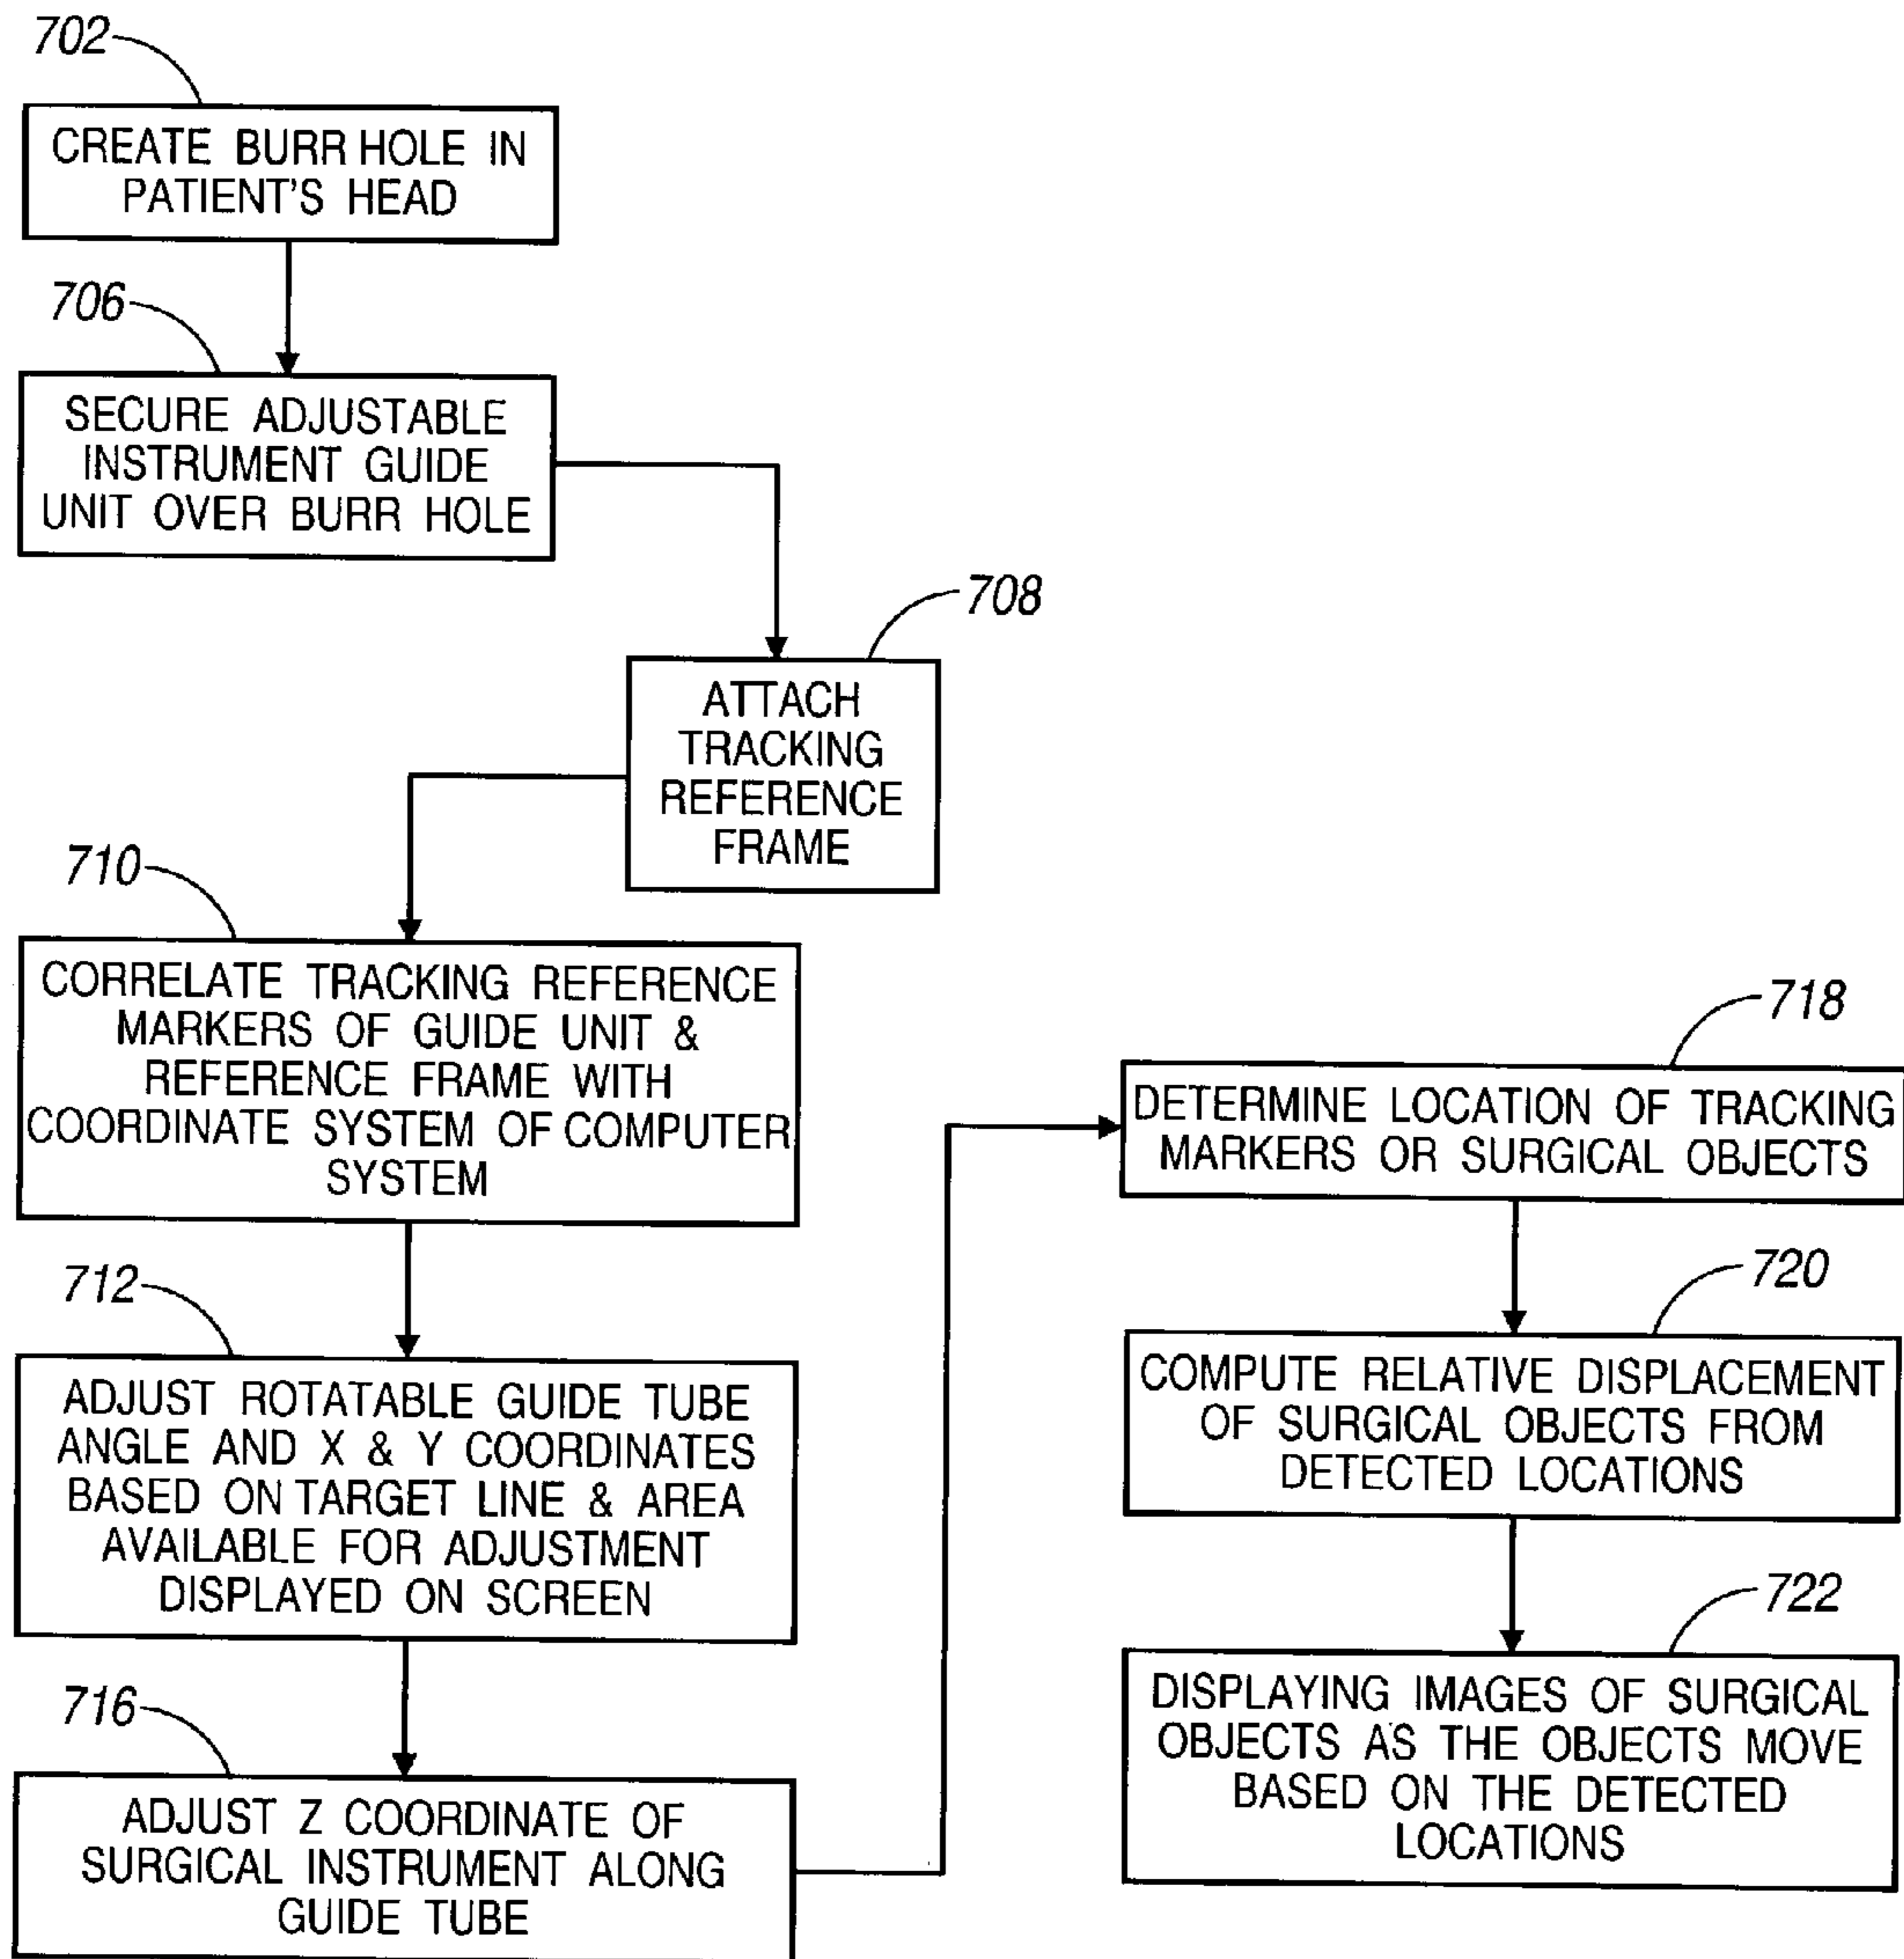 702
CREATE BURR HOLE IN
PATIENT'S HEAD
706
SECURE ADJUSTABLE
INSTRUMENT GUIDE
UNIT OVER BURR HOLE
708
ATTACH
TRACKING
REFERENCE
FRAME
710
CORRELATE TRACKING REFERENCE
MARKERS OF GUIDE UNIT &
REFERENCE FRAME WITH
COORDINATE SYSTEM OF COMPUTER
SYSTEM
712
ADJUST ROTATABLE GUIDE TUBE
ANGLE AND X & Y COORDINATES
BASED ON TARGET LINE & AREA
AVAILABLE FOR ADJUSTMENT
DISPLAYED ON SCREEN
716
ADJUST Z COORDINATE OF
SURGICAL INSTRUMENT ALONG
GUIDE TUBE
718
DETERMINE LOCATION OF TRACKING
MARKERS OR SURGICAL OBJECTS
720
COMPUTE RELATIVE DISPLACEMENT
OF SURGICAL OBJECTS FROM
DETECTED LOCATIONS
722
DISPLAYING IMAGES OF SURGICAL
OBJECTS AS THE OBJECTS MOVE
BASED ON THE DETECTED
LOCATIONS